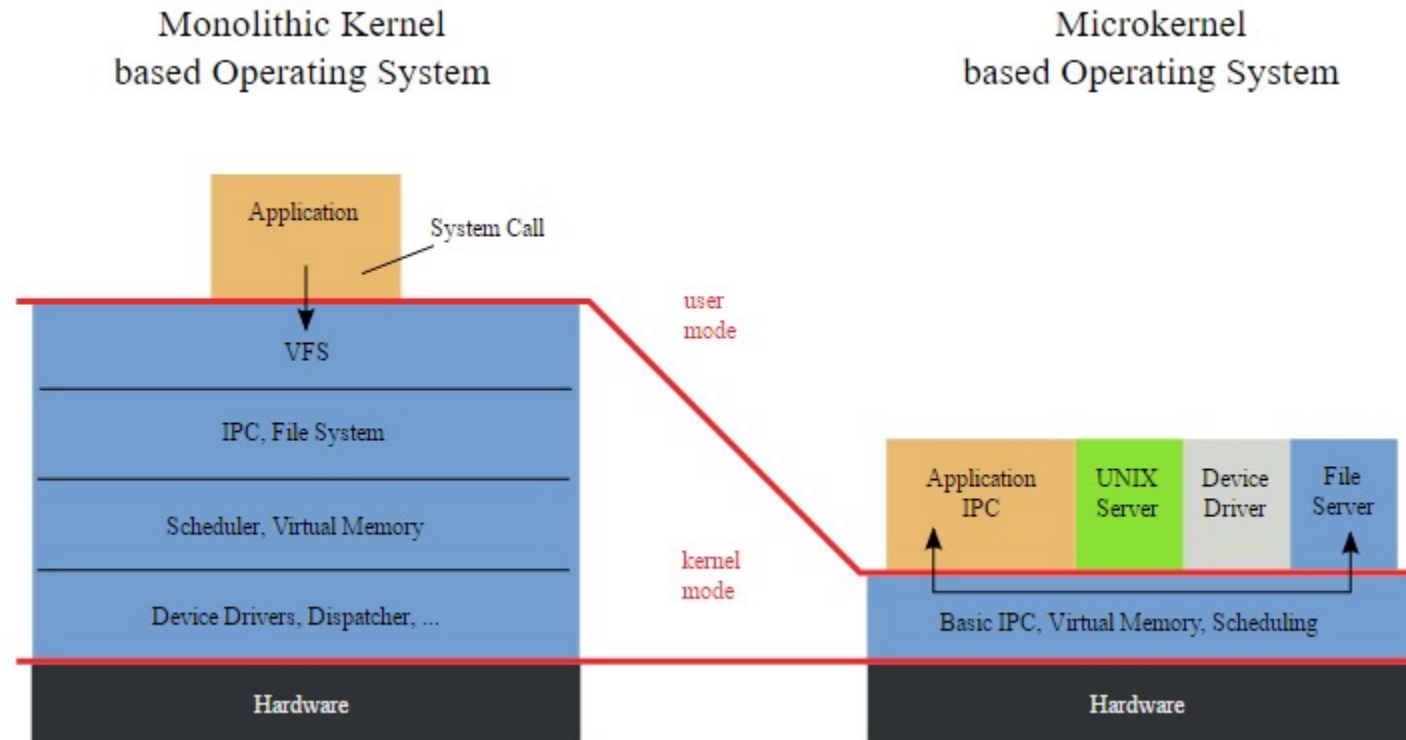 Monolithic Kernel
based Operating System
Microkernel
based Operating System
Application
System Call
user
mode
VFS
IPC, File System
Scheduler, Virtual Memory
kernel
mode
Device Drivers, Dispatcher, ...
Hardware
Application
IPC
UNIX
Server
Device
Driver
File
Server
Basic IPC, Virtual Memory, Scheduling
Hardware